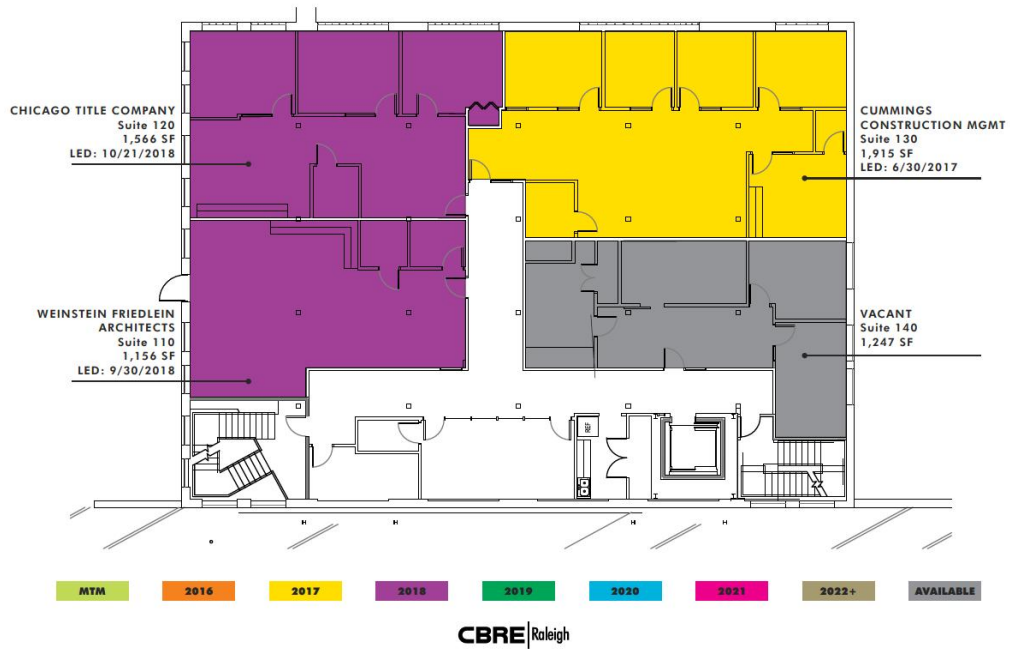 CHICAGO TITLE COMPANY
Suite 120
1,566 SF
LED: 10/21/2018
CUMMINGS
CONSTRUCTION MGMT
Suite 130
1,915 SF
LED: 6/30/2017
WEINSTEIN FRIEDLEIN
ARCHITECTS
Suite 110
1,156 SF
LED: 9/30/2018
VACANT
Suite 140
1,247 SF
REF
MTM
2016
2017
2018
2019
2020
2021
2022+
AVAILABLE
CBRE | Raleigh